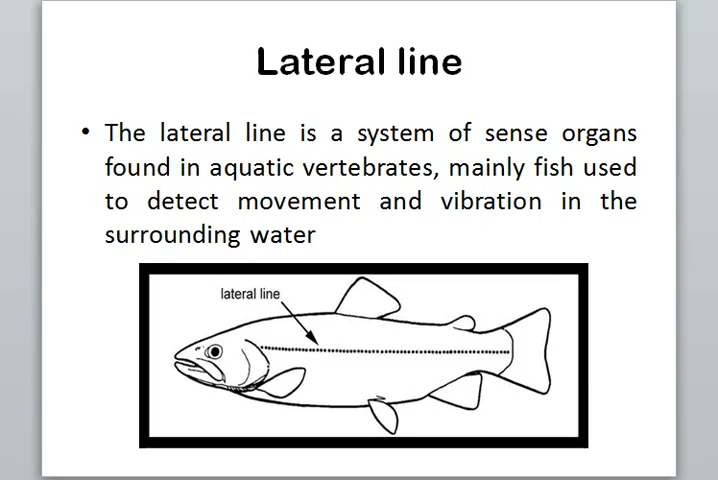 Lateral line
• The lateral line is a system of sense organs
found in aquatic vertebrates, mainly fish used
to detect movement and vibration in the
surrounding water
lateral line